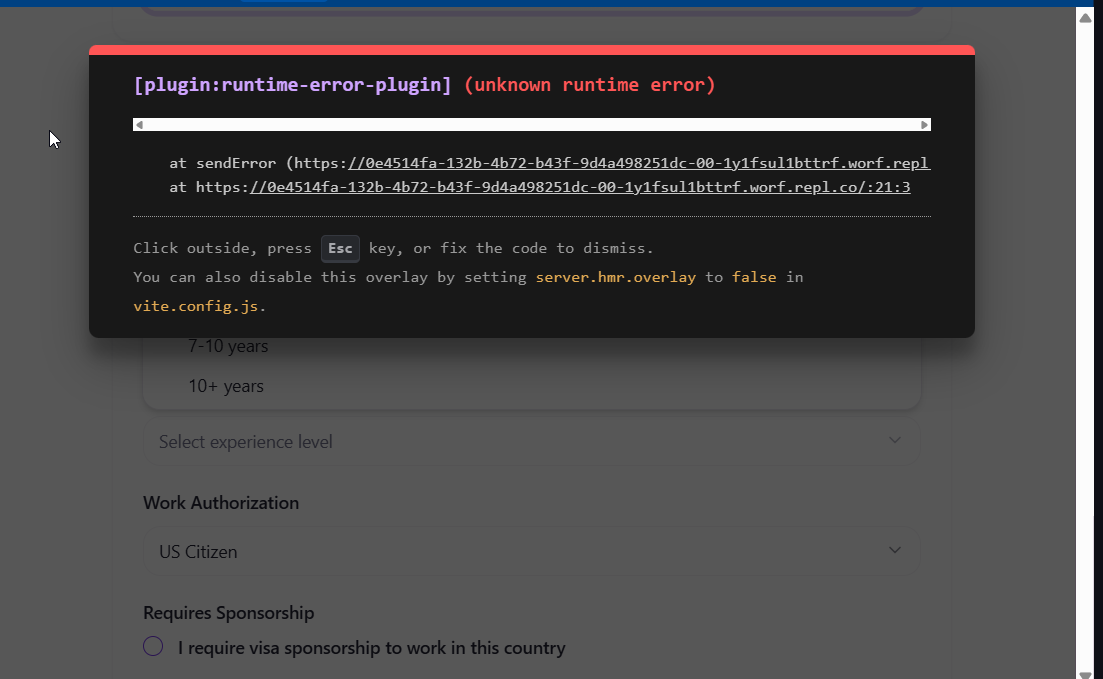 [plugin:runtime-error-plugin] (unknown runtime error)
at sendError (https://0e4514fa-132b-4b72-b43f-9d4a498251dc-00-1y1fsul1bttrf.worf.repl
at https://0e4514fa-132b-4b72-b43f-9d4a498251dc-00-1y1fsul1bttrf.worf.repl.co/:21:3
Click outside, press Esc key, or fix the code to dismiss.
You can also disable this overlay by setting server.hmr.overlay to false in
vite.config.js.
7-10 years
10+ years
Select experience level
Work Authorization
US Citizen
Requires Sponsorship
I require visa sponsorship to work in this country